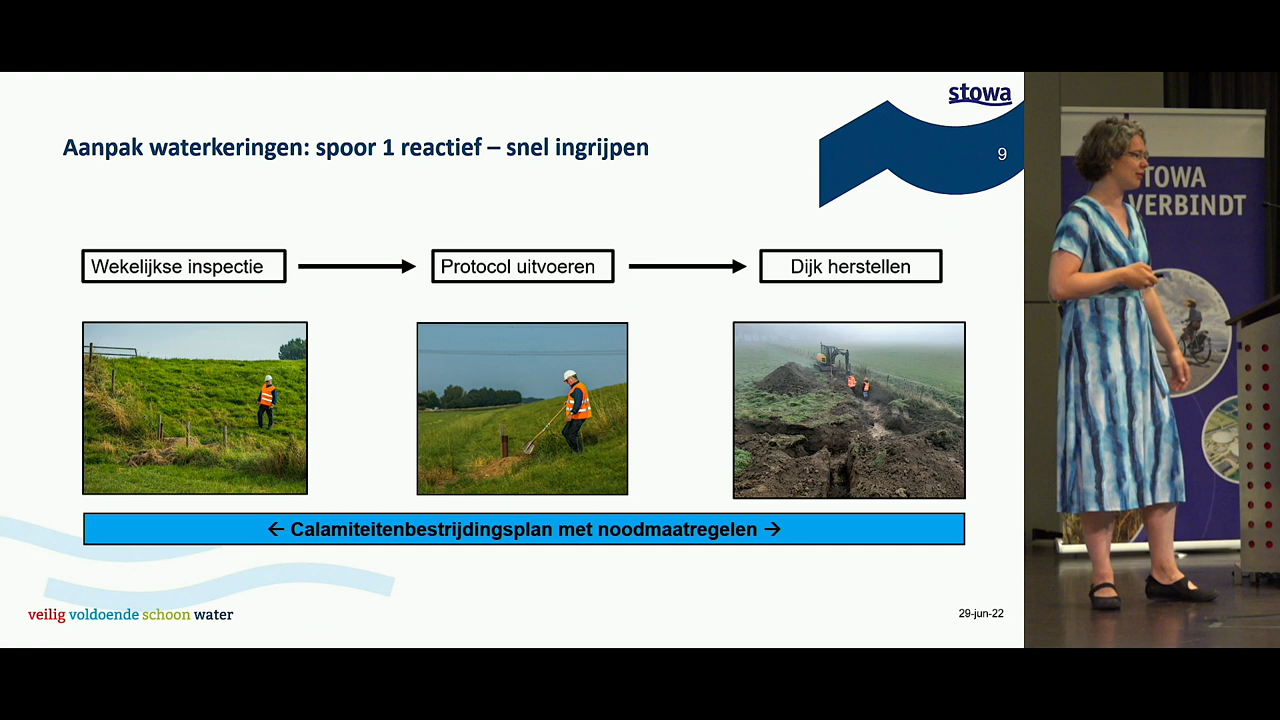 stowa
Aanpak waterkeringen: spoor 1 reactief – snel ingrijpen
9
Wekelijkse inspectie
Protocol uitvoeren
Dijk herstellen
← Calamiteitenbestrijdingsplan met noodmaatregelen →
veilig voldoende schoon water
29-jun-22
STOWA
VERBINDT